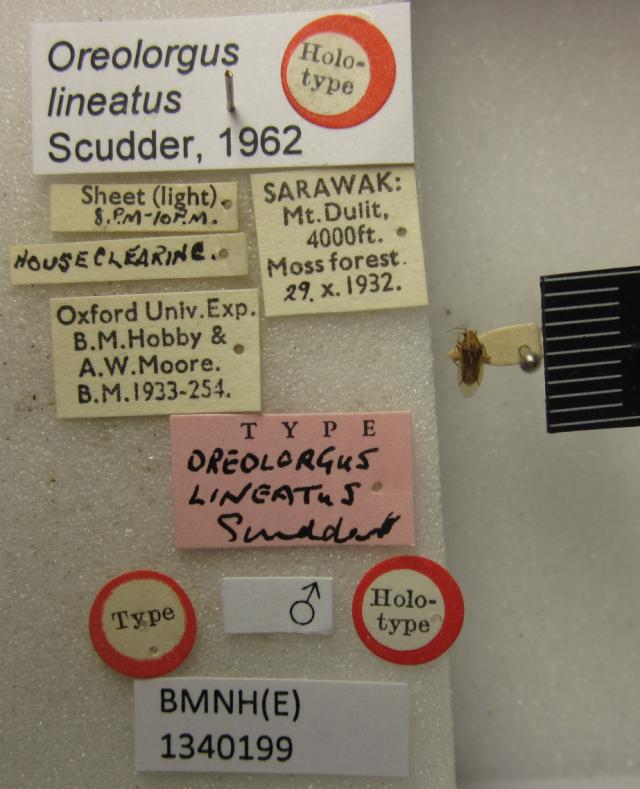 Oreolorgus
lineatus
Scudder, 1962
Holo-
type
Sheet (light).
8.P.M-10P.M.
HOUSE CLEARING.
SARAWAK:
Mt. Dulit,
4000ft.
Moss forest.
29. x. 1932.
Oxford Univ. Exp.
B.M. Hobby &
A.W. Moore.
B.M. 1933-254.
TYPE
OREOLORGUS
LINEATUS
Scudder
Type
♂
Holo-
type
BMNH(E)
1340199